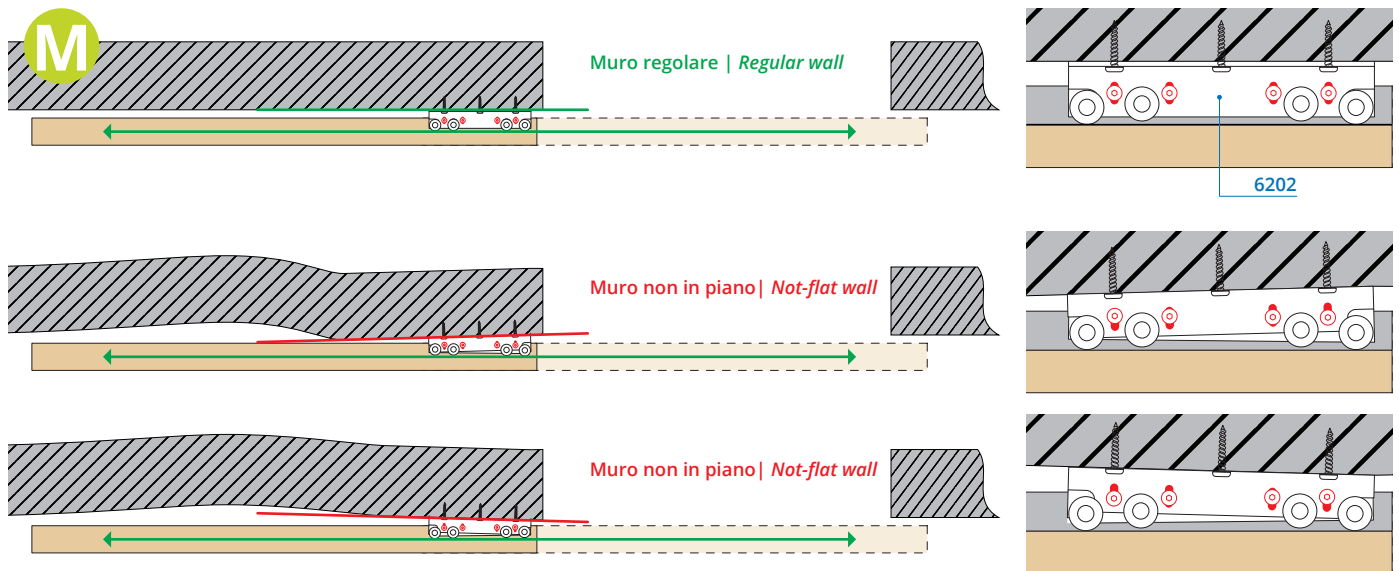 M
Muro regolare | Regular wall
6202
Muro non in piano| Not-flat wall
Muro non in piano| Not-flat wall